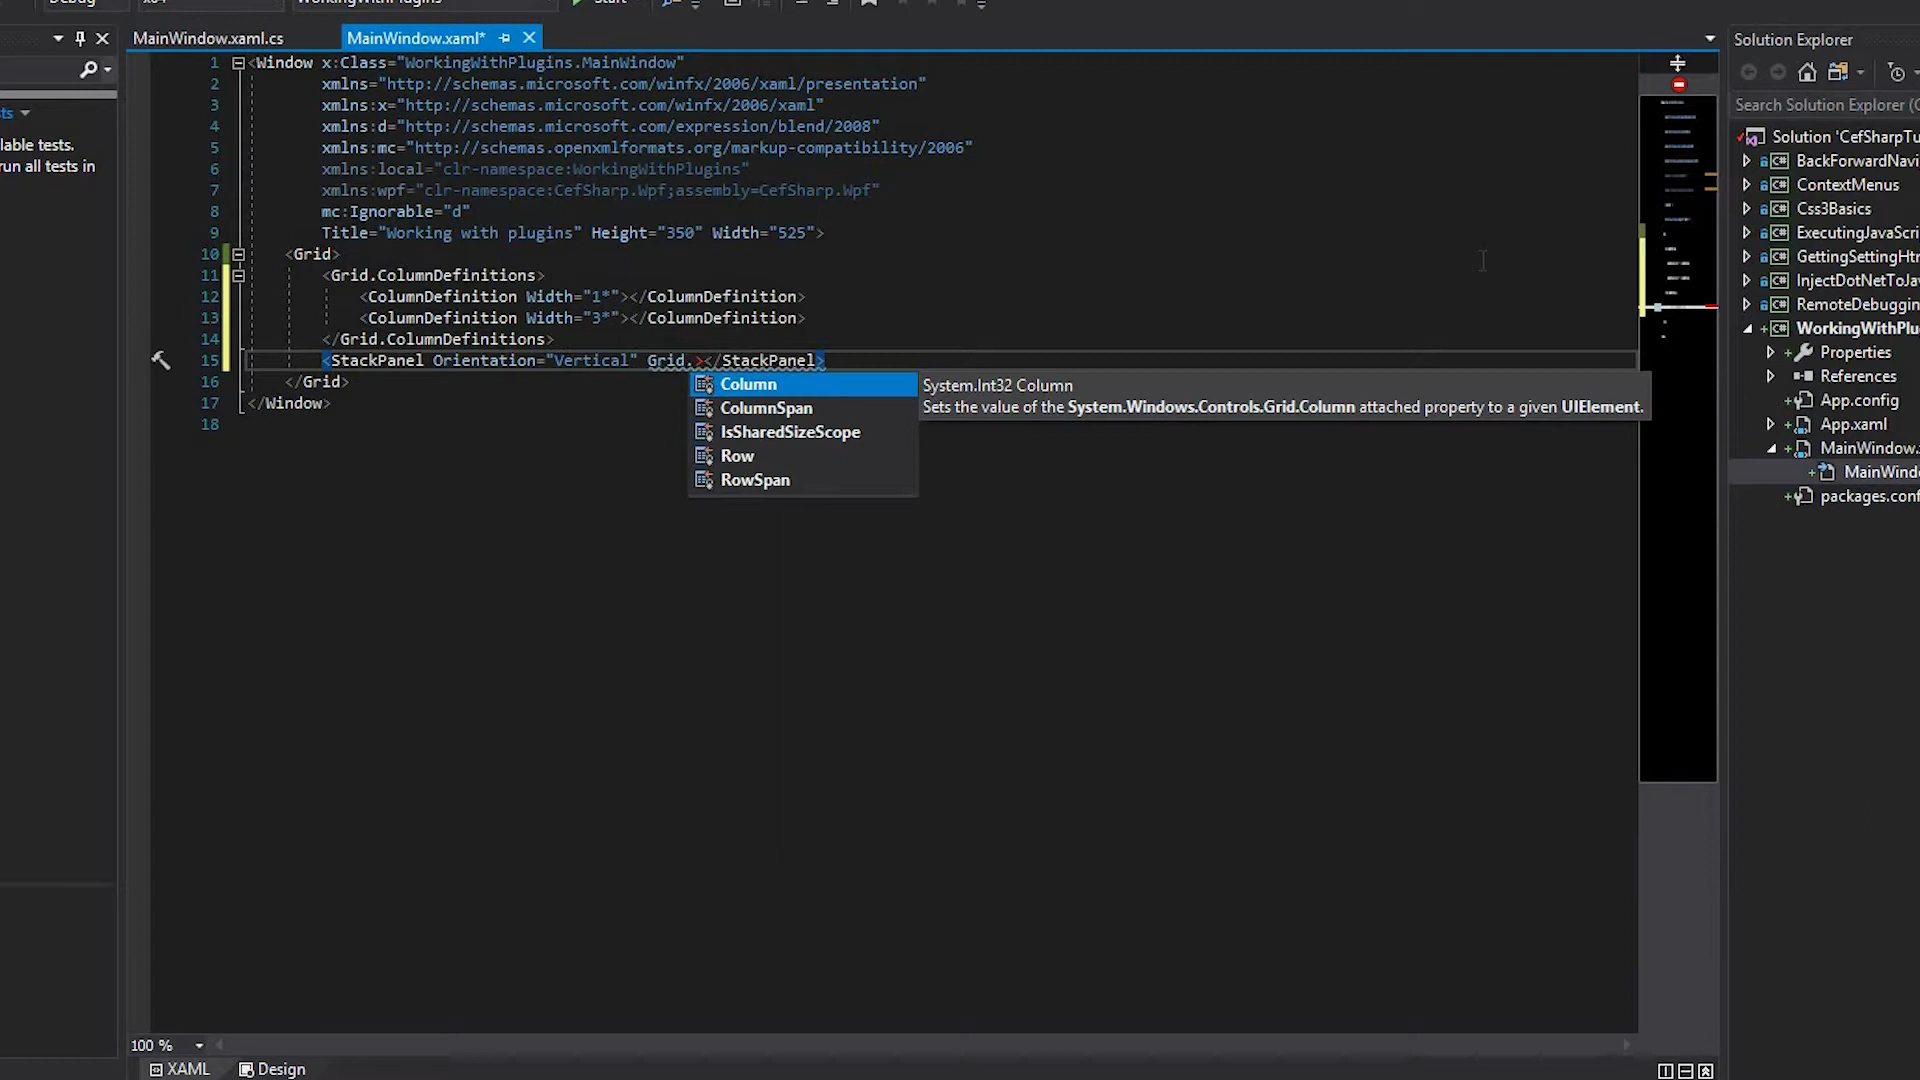 Start
MainWindow.xaml.cs
MainWindow.xaml*
Solution Explorer
Search Solution Explorer (C
ts
lable tests.
run all tests in
1 <Window x:Class="WorkingWithPlugins.MainWindow"
2 xmlns="http://schemas.microsoft.com/winfx/2006/xaml/presentation
3 xmlns:x="http://schemas.microsoft.com/winfx/2006/xaml"
4 xmlns:d="http://schemas.microsoft.com/expression/blend/2008"
5 xmlns:mc="http://schemas.openxmlformats.org/markup-compatibility/2006"
6 xmlns:local="clr-namespace:WorkingWithPlugins"
7 xmlns:wpf="clr-namespace:CefSharp.Wpf;assembly=CefSharp.Wpf"
8 mc:Ignorable="d"
9 Title="Working with plugins" Height="350" Width="525">
10 <Grid>
11 <Grid.ColumnDefinitions>
12 <ColumnDefinition Width="1*"></ColumnDefinition>
13 <ColumnDefinition Width="3*"></ColumnDefinition>
14 </Grid.ColumnDefinitions>
15 <StackPanel Orientation="Vertical" Grid.></StackPanel>
16 </Grid>
17 </Window>
18
Column
ColumnSpan
IsSharedSizeScope
Row
RowSpan
System.Int32 Column
Sets the value of the System.Windows.Controls.Grid.Column attached property to a given UIElement.
Solution 'CefSharpTu
BackForwardNavi
ContextMenus
Css3Basics
ExecutingJavaScri
GettingSettingHt
InjectDotNetToJa
RemoteDebuggin
WorkingWithPlu
Properties
References
App.config
App.xaml
MainWindow.
MainWind
packages.conf
100 %
XAML
Design